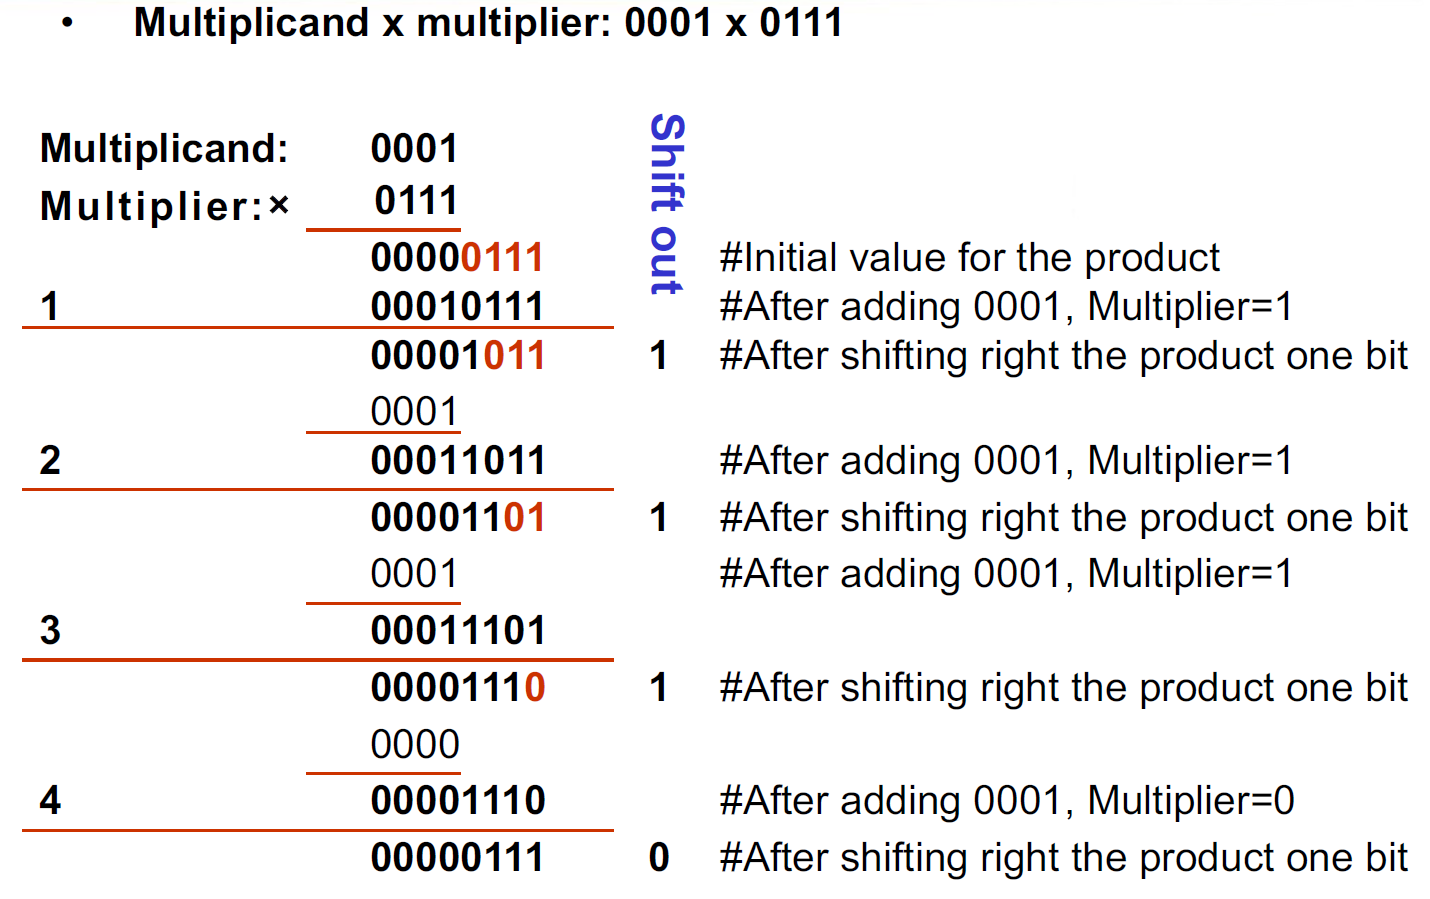 • Multiplicand x multiplier: 0001 x 0111
Shift out
Multiplicand: 0001
Multiplier:× 0111
00000111 #Initial value for the product
1 00010111 #After adding 0001, Multiplier=1
00001011 1 #After shifting right the product one bit
0001
2 00011011 #After adding 0001, Multiplier=1
00001101 1 #After shifting right the product one bit
0001 #After adding 0001, Multiplier=1
3 00011101
00001110 1 #After shifting right the product one bit
0000
4 00001110 #After adding 0001, Multiplier=0
00000111 0 #After shifting right the product one bit